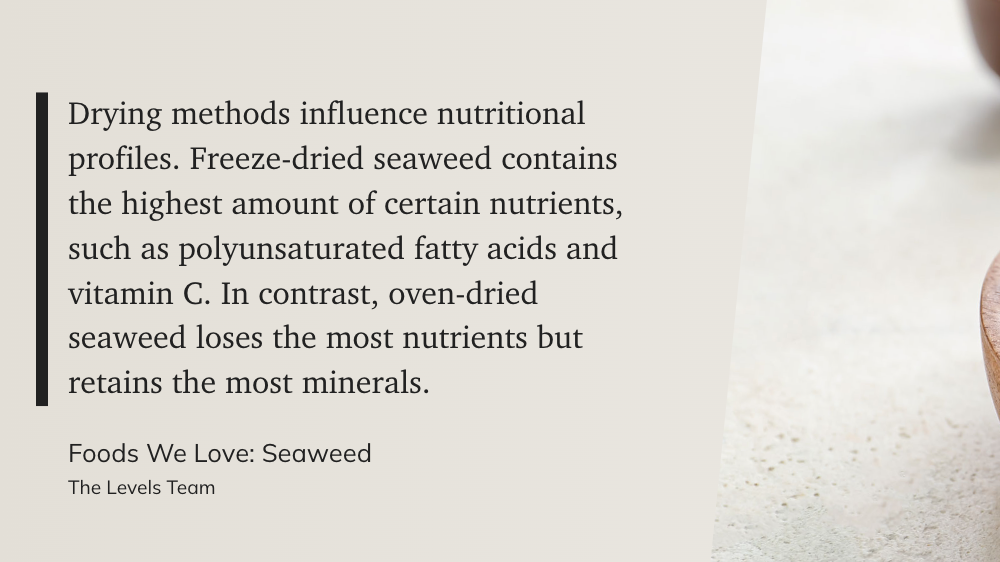 Drying methods influence nutritional
profiles. Freeze-dried seaweed contains
the highest amount of certain nutrients,
such as polyunsaturated fatty acids and
vitamin C. In contrast, oven-dried
seaweed loses the most nutrients but
retains the most minerals.
Foods We Love: Seaweed
The Levels Team